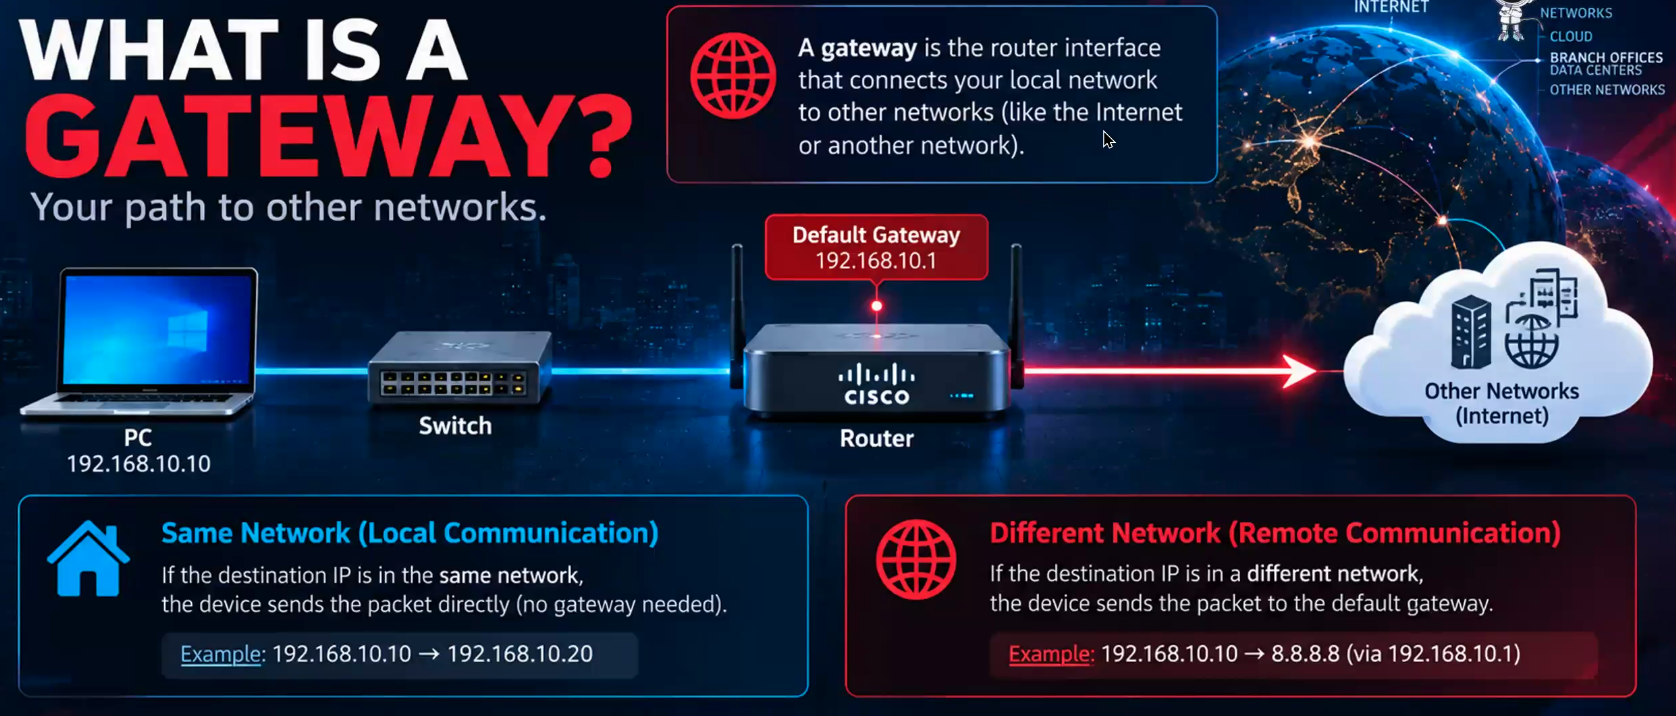 WHAT IS A
GATEWAY?
Your path to other networks.
A gateway is the router interface
that connects your local network
to other networks (like the Internet
or another network).
INTERNET
NETWORKS
CLOUD
BRANCH OFFICES
DATA CENTERS
OTHER NETWORKS
Default Gateway
192.168.10.1
PC
192.168.10.10
Switch
CISCO
Router
Other Networks
(Internet)
Same Network (Local Communication)
If the destination IP is in the same network,
the device sends the packet directly (no gateway needed).
Example: 192.168.10.10 → 192.168.10.20
Different Network (Remote Communication)
If the destination IP is in a different network,
the device sends the packet to the default gateway.
Example: 192.168.10.10 → 8.8.8.8 (via 192.168.10.1)